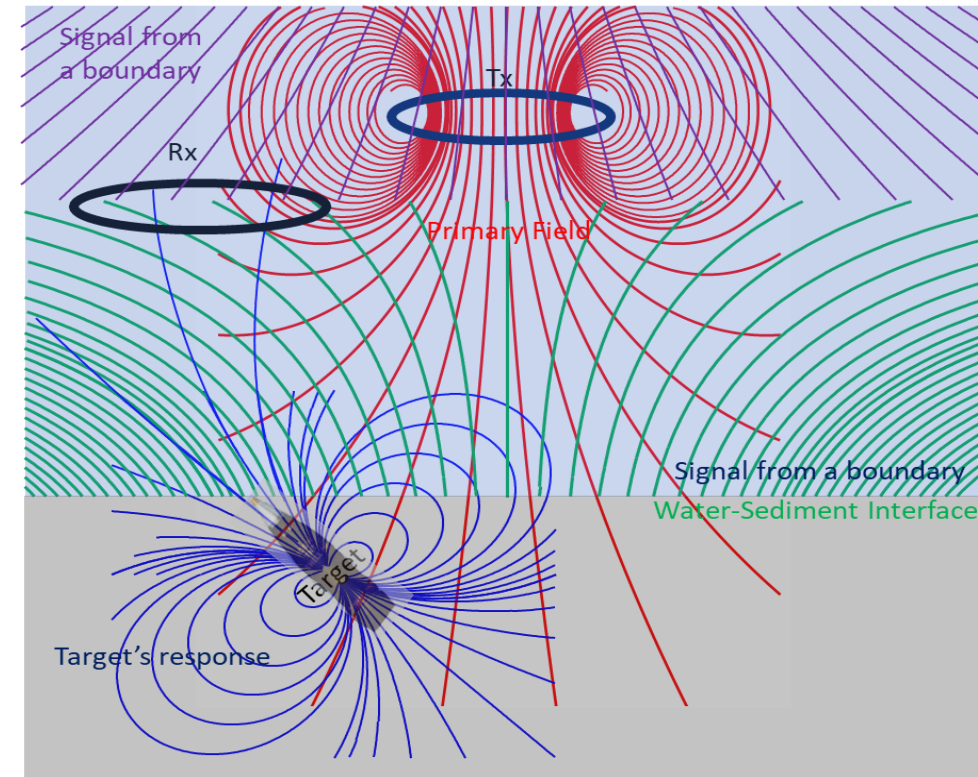 Signal from
a boundary
Tx
Rx
Primary Field
Signal from a boundary
Water-Sediment Interface
Target
Target's response